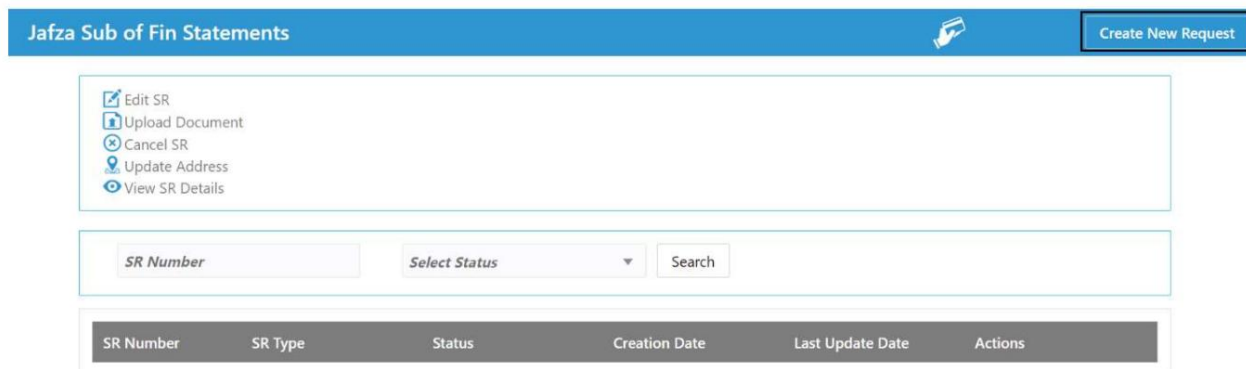 Jafza Sub of Fin Statements
Create New Request
Edit SR
Upload Document
Cancel SR
Update Address
View SR Details
SR Number
Select Status
Search
SR Number SR Type Status Creation Date Last Update Date Actions